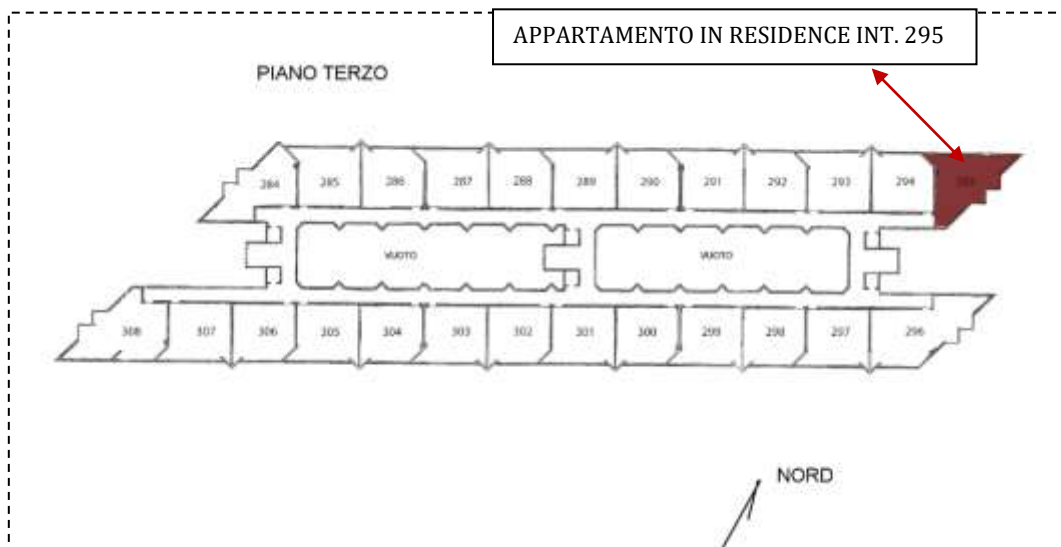 APPARTAMENTO IN RESIDENCE INT. 295
PIANO TERZO
284 285 286 287 288 289 290 291 292 293 294
VUOTO VUOTO
308 307 306 305 304 303 302 301 300 299 298 297 296
NORD